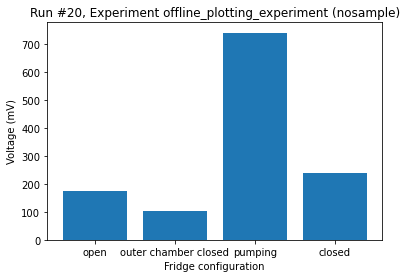 Run #20, Experiment offline_plotting_experiment (nosample)
Voltage (mV)
700
600
500
400
300
200
100
0
open outer chamber closed pumping closed
Fridge configuration